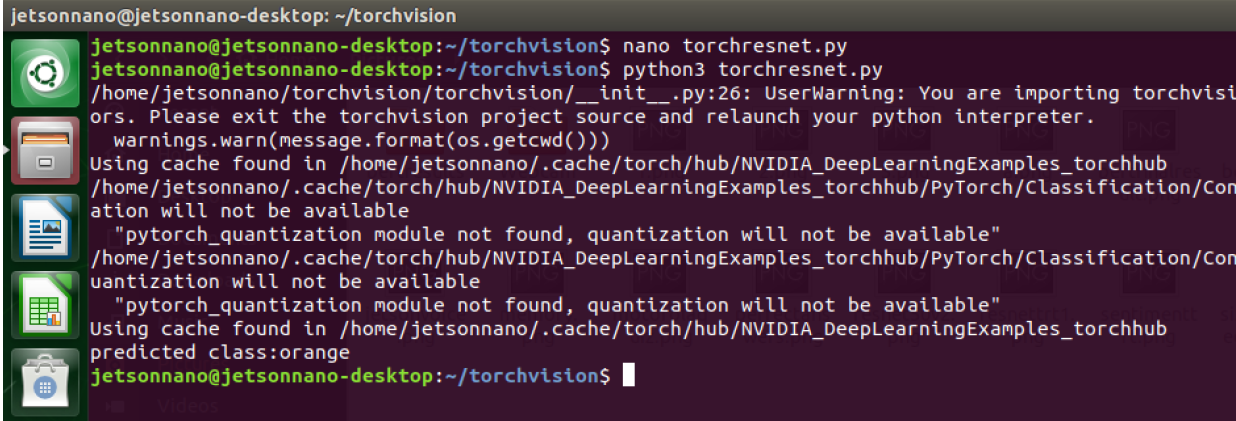 jetsonnano@jetsonnano-desktop: ~/torchvision
jetsonnano@jetsonnano-desktop:~/torchvision$ nano torchresnet.py
jetsonnano@jetsonnano-desktop:~/torchvision$ python3 torchresnet.py
/home/jetsonnano/torchvision/torchvision/__init__.py:26: UserWarning: You are importing torchvisi
ors. Please exit the torchvision project source and relaunch your python interpreter.
warnings.warn(message.format(os.getcwd()))
Using cache found in /home/jetsonnano/.cache/torch/hub/NVIDIA_DeepLearningExamples_torchhub
/home/jetsonnano/.cache/torch/hub/NVIDIA_DeepLearningExamples_torchhub/PyTorch/Classification/Con
ation will not be available
"pytorch_quantization module not found, quantization will not be available"
/home/jetsonnano/.cache/torch/hub/NVIDIA_DeepLearningExamples_torchhub/PyTorch/Classification/Con
uantization will not be available
"pytorch_quantization module not found, quantization will not be available"
Using cache found in /home/jetsonnano/.cache/torch/hub/NVIDIA_DeepLearningExamples_torchhub
predicted class:orange
jetsonnano@jetsonnano-desktop:~/torchvision$
Videos